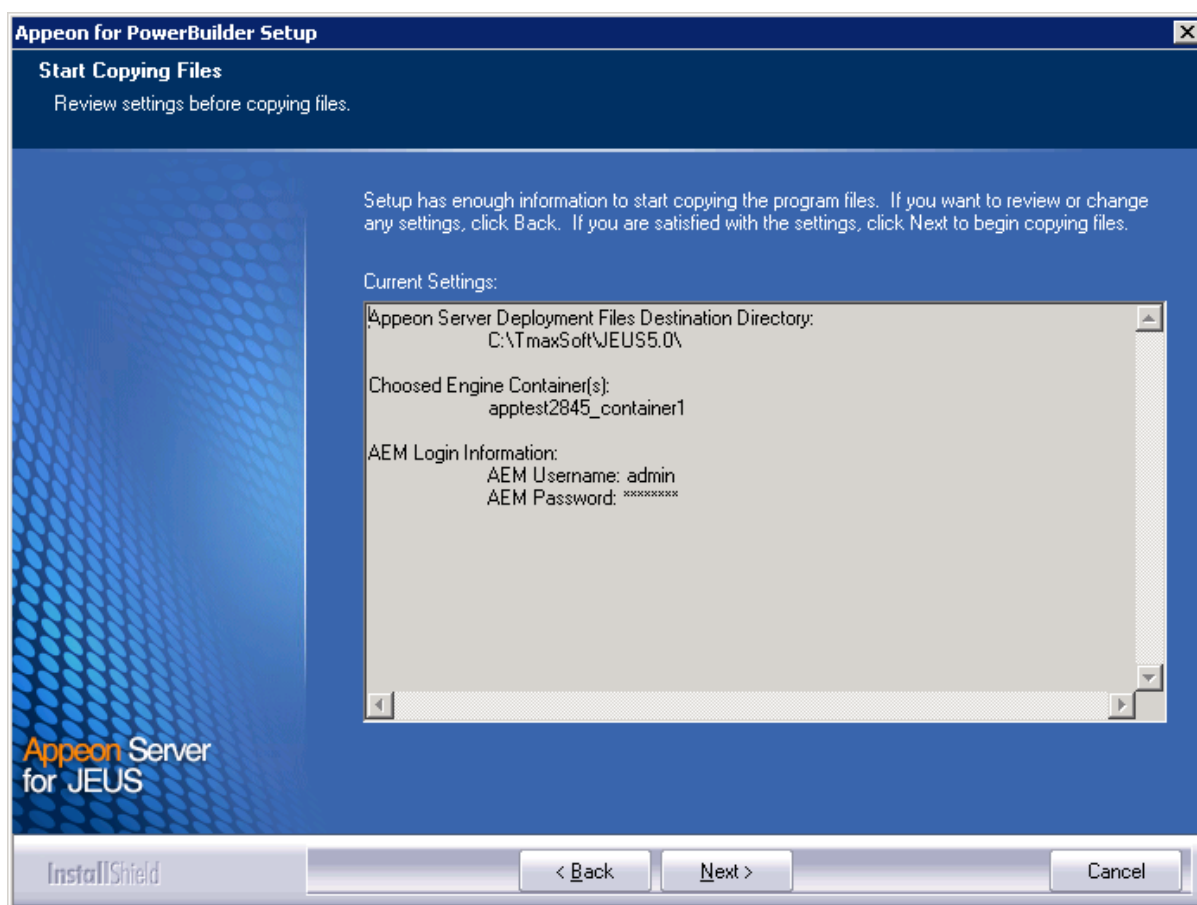 Appeon for PowerBuilder Setup
Start Copying Files
Review settings before copying files.
Setup has enough information to start copying the program files. If you want to review or change
any settings, click Back. If you are satisfied with the settings, click Next to begin copying files.
Current Settings:
Appeon Server Deployment Files Destination Directory:
C:\TmaxSoft\JEUS5.0\
Choosed Engine Container(s):
apptest2845_container1
AEM Login Information:
AEM Username: admin
AEM Password: ********
Appeon Server
for JEUS
InstallShield
< Back
Next >
Cancel